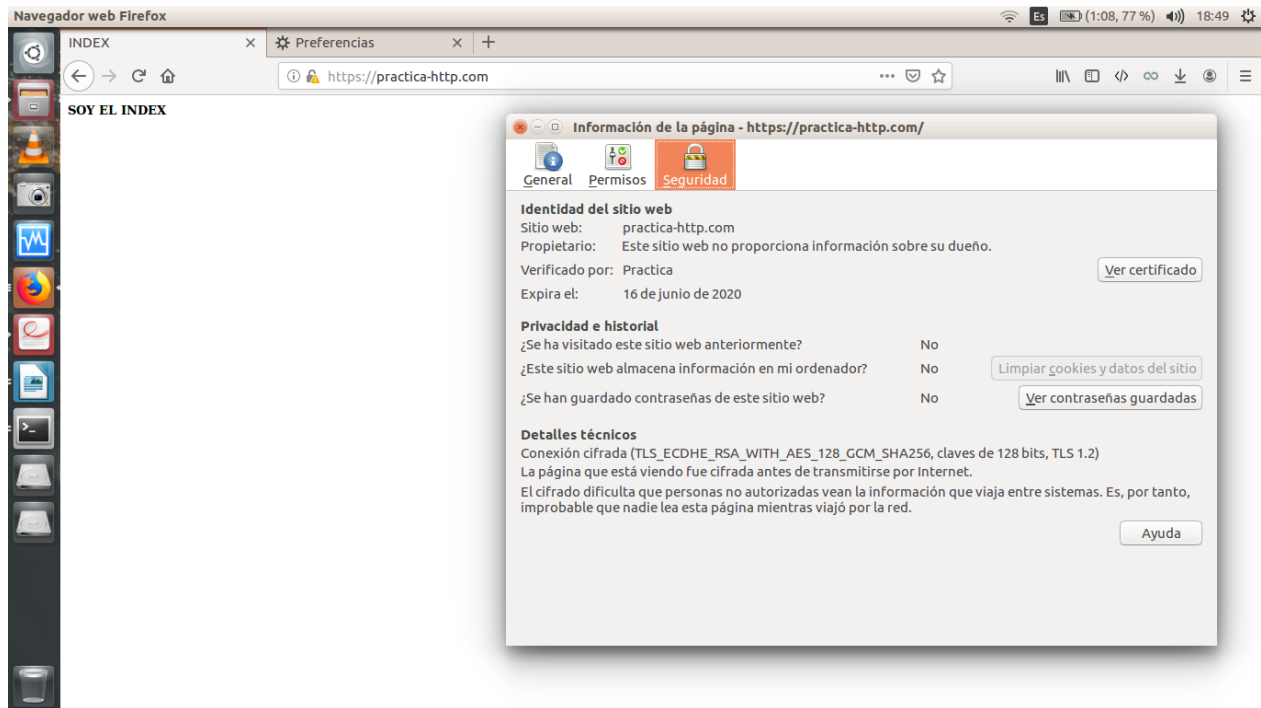 Navegador web Firefox
Es (1:08, 77 %) 18:49
INDEX
Preferencias
https://practica-http.com
SOY EL INDEX
Información de la página - https://practica-http.com/
General Permisos Seguridad
Identidad del sitio web
Sitio web: practica-http.com
Propietario: Este sitio web no proporciona información sobre su dueño.
Verificado por: Practica Ver certificado
Expira el: 16 de junio de 2020
Privacidad e historial
¿Se ha visitado este sitio web anteriormente? No
¿Este sitio web almacena información en mi ordenador? No Limpiar cookies y datos del sitio
¿Se han guardado contraseñas de este sitio web? No Ver contraseñas guardadas
Detalles técnicos
Conexión cifrada (TLS_ECDHE_RSA_WITH_AES_128_GCM_SHA256, claves de 128 bits, TLS 1.2)
La página que está viendo fue cifrada antes de transmitirse por Internet.
El cifrado dificulta que personas no autorizadas vean la información que viaja entre sistemas. Es, por tanto,
improbable que nadie lea esta página mientras viajó por la red.
Ayuda